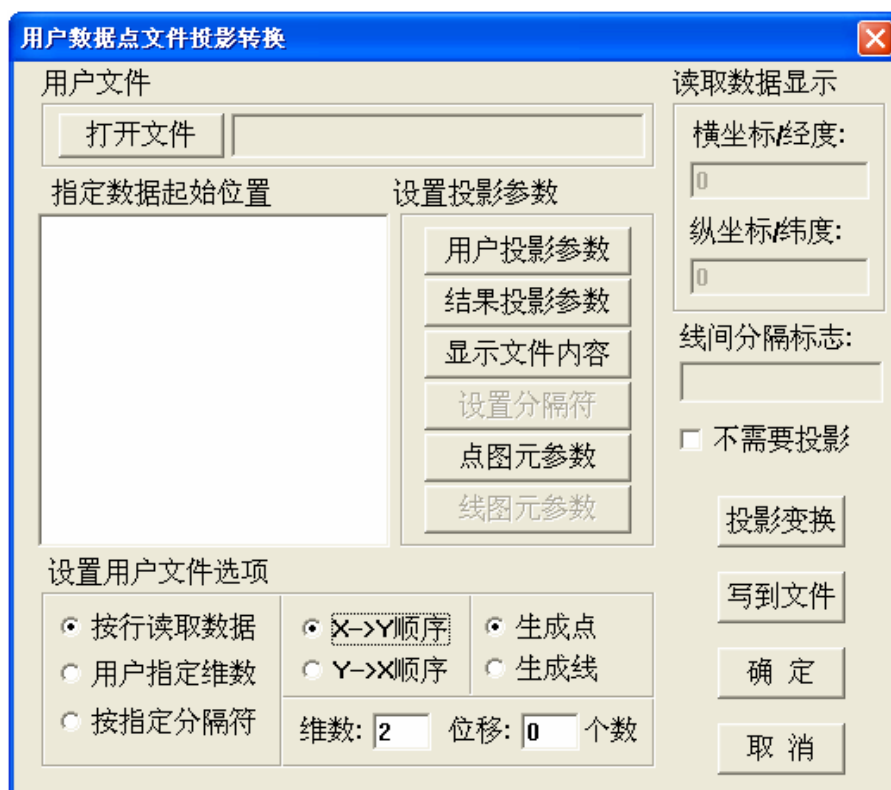 用户数据点文件投影转换
用户文件
打开文件
指定数据起始位置
设置投影参数
用户投影参数
结果投影参数
显示文件内容
设置分隔符
点图元参数
线图元参数
读取数据显示
横坐标/经度:
0
纵坐标/纬度:
0
线间分隔标志:
不需要投影
投影变换
写到文件
确 定
取 消
设置用户文件选项
按行读取数据
用户指定维数
按指定分隔符
X->Y顺序
Y->X顺序
生成点
生成线
维数: 2 位移: 0 个数